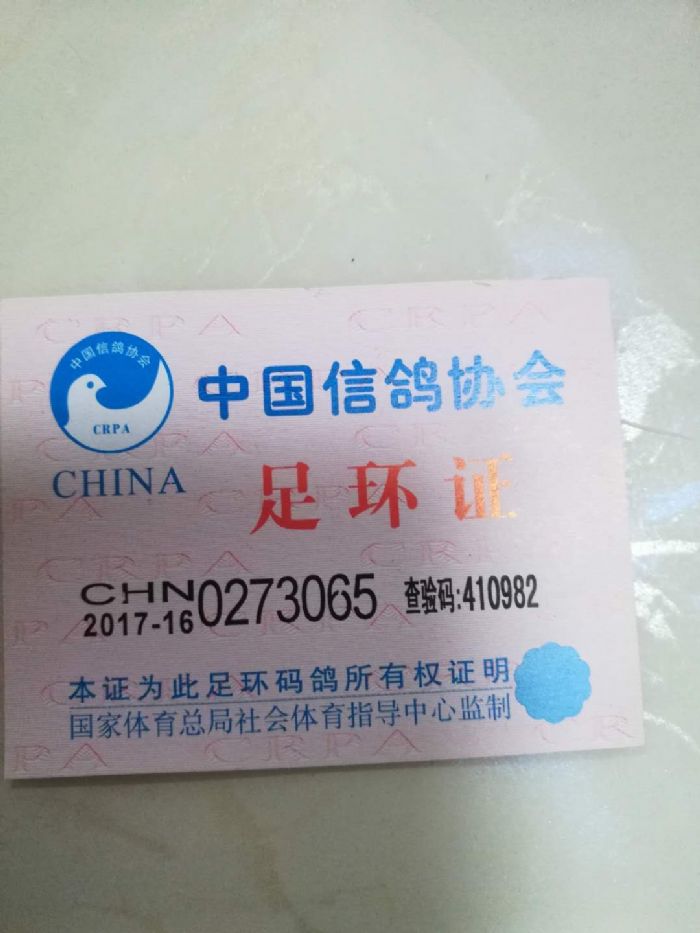 中国信鸽协会
CRPA
CHINA
中国信鸽协会
足环证
CHN
2017-16 0273065 查验码:410982
本证为此足环码鸽所有权证明
国家体育总局社会体育指导中心监制
CRPA
CRPA